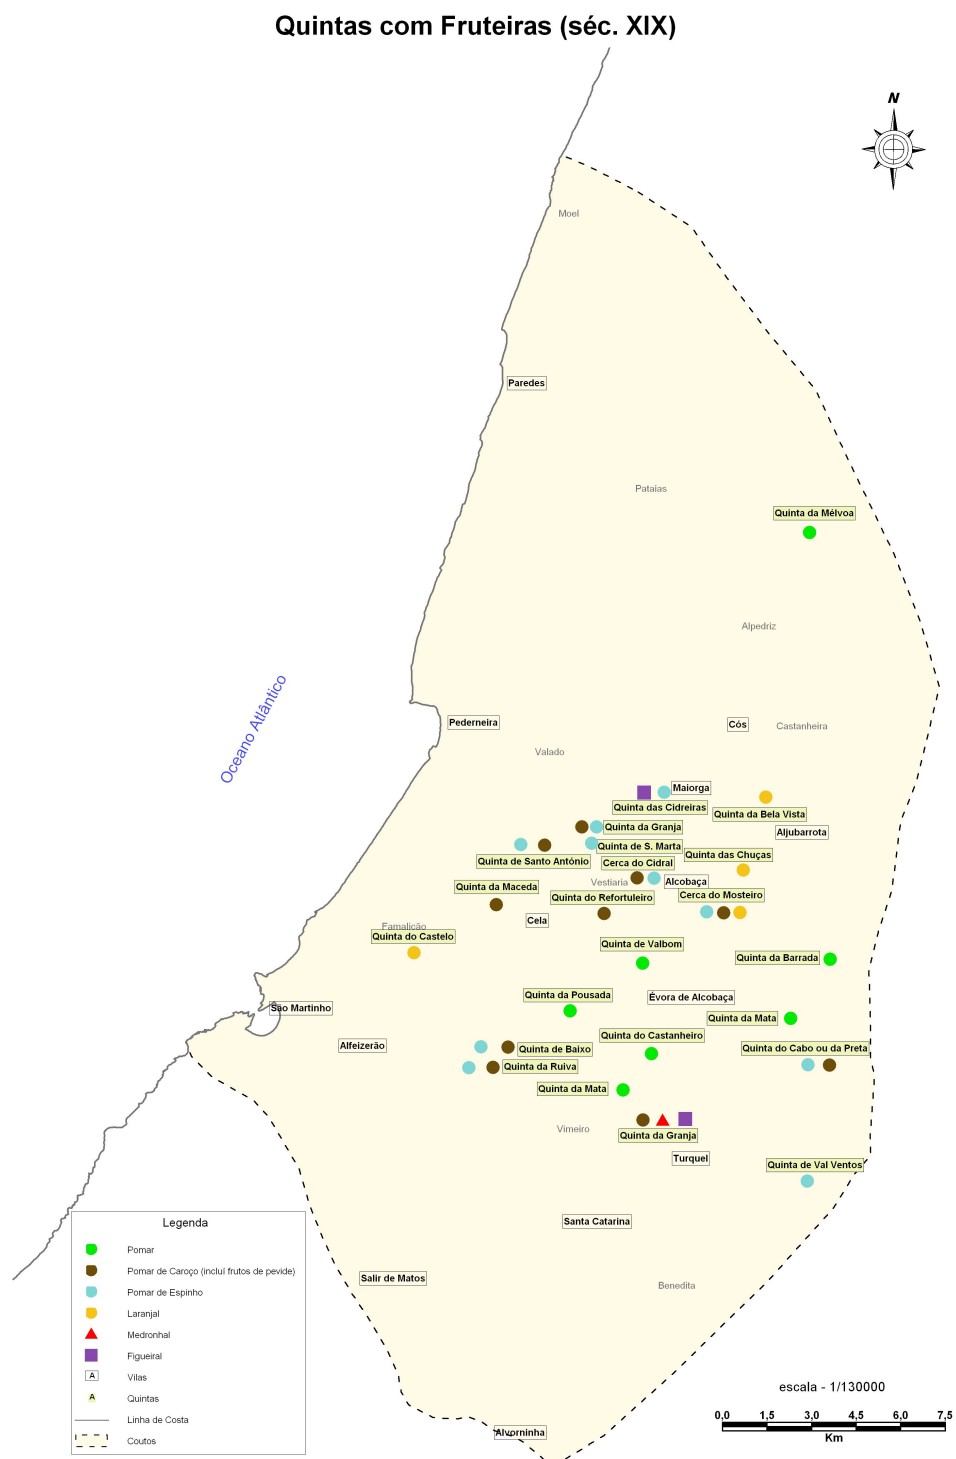 Quintas com Fruteiras (séc. XIX)
N
Moel
Paredes
Pataias
Quinta da Mélvoa
Alpedriz
Oceano Atlântico
Pederneira
Cós
Castanheira
Valado
Maiorga
Quinta das Cidreiras
Quinta da Bela Vista
Quinta da Granja
Aljubarrota
Quinta de S. Marta
Quinta das Chuças
Quinta de Santo António
Cerca do Cidral
Vestiaria
Alcobaça
Quinta da Maceda
Quinta do Refortuleiro
Cerca do Mosteiro
Cela
Famalicão
Quinta do Castelo
Quinta de Valbom
Quinta da Barrada
Quinta da Pousada
Évora de Alcobaça
São Martinho
Quinta da Mata
Quinta do Castanheiro
Alfeizerão
Quinta de Baixo
Quinta do Cabo ou da Preta
Quinta da Ruiva
Quinta da Mata
Vimeiro
Quinta da Granja
Turquel
Quinta de Val Ventos
Santa Catarina
Salir de Matos
Benedita
Alvorninha
Legenda
Pomar
Pomar de Caroço (incluí frutos de pevide)
Pomar de Espinho
Laranjal
Medronhal
Figueiral
A Vilas
A Quintas
Linha de Costa
Coutos
escala - 1/130000
0,0 1,5 3,0 4,5 6,0 7,5
Km